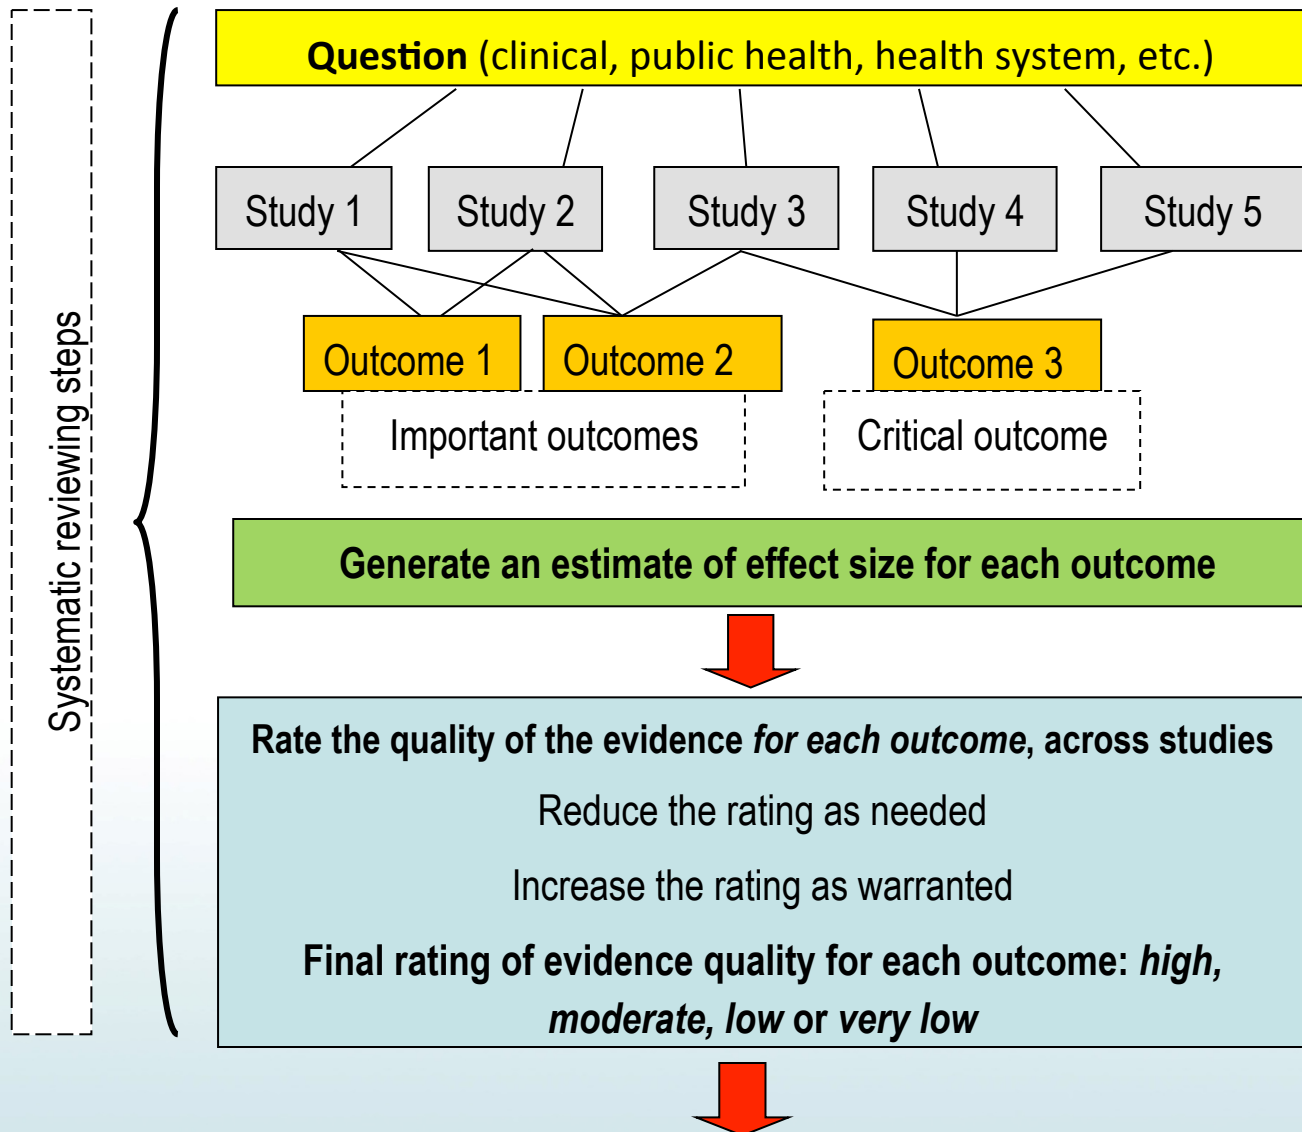 Systematic reviewing steps
Question (clinical, public health, health system, etc.)
Study 1
Study 2
Study 3
Study 4
Study 5
Outcome 1
Outcome 2
Outcome 3
Important outcomes
Critical outcome
Generate an estimate of effect size for each outcome
Rate the quality of the evidence for each outcome, across studies
Reduce the rating as needed
Increase the rating as warranted
Final rating of evidence quality for each outcome: high,
moderate, low or very low